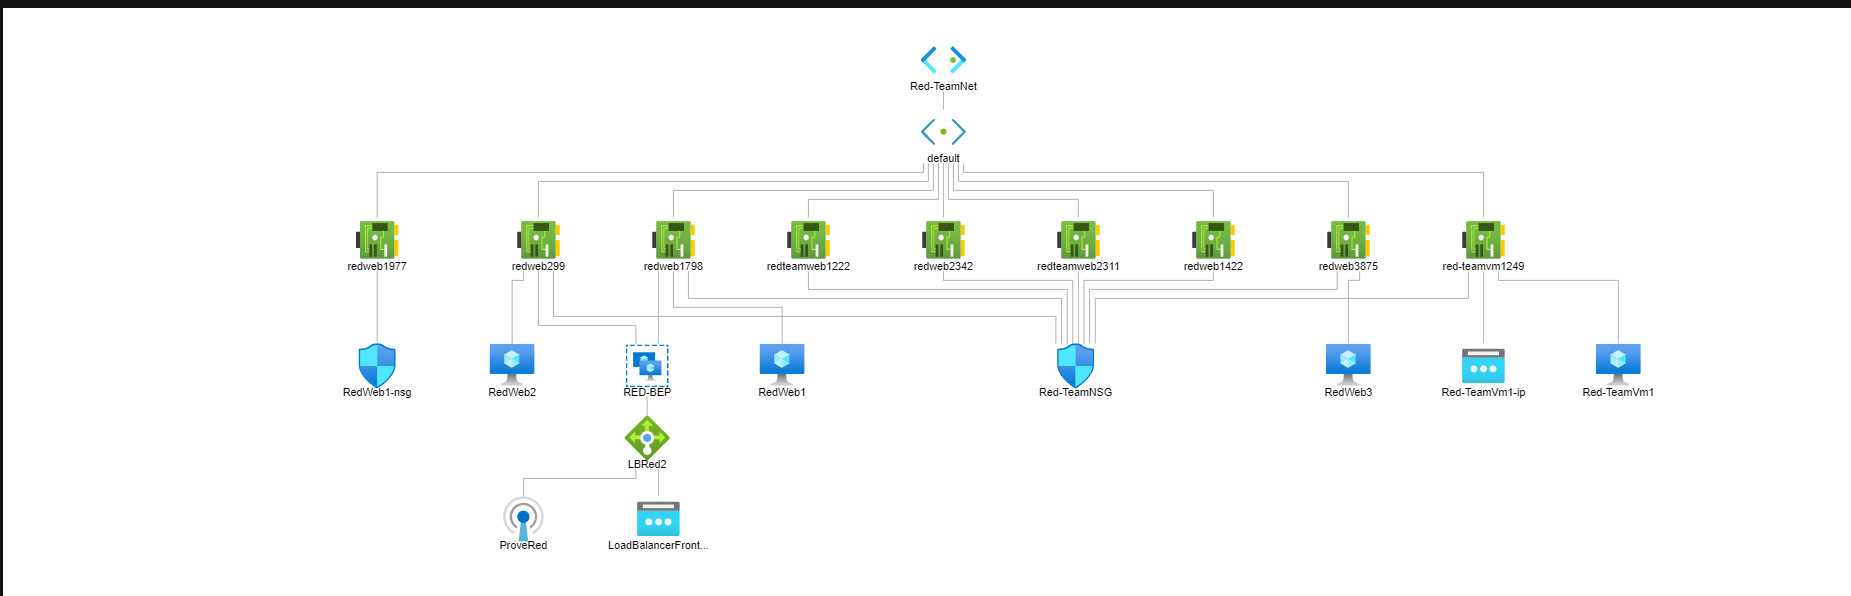 Red-TeamNet
default
redweb1977
redweb299
redweb1798
redteamweb1222
redweb2342
redteamweb2311
redweb1422
redweb3875
red-teamvm1249
RedWeb1-nsg
RedWeb2
RED-BEP
RedWeb1
Red-TeamNSG
RedWeb3
Red-TeamVm1-ip
Red-TeamVm1
LBRed2
ProveRed
LoadBalancerFront...